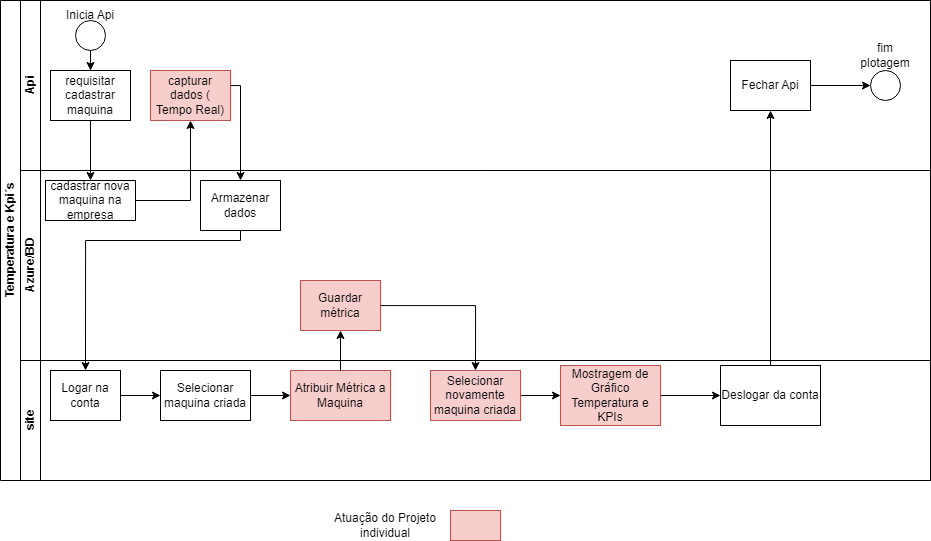 Temperatura e Kpi´s
Api
Inicia Api
requisitar
cadastrar
maquina
capturar
dados (
Tempo Real)
Fechar Api
fim
plotagem
Azure/BD
cadastrar nova
maquina na
empresa
Armazenar
dados
Guardar
métrica
site
Logar na
conta
Selecionar
maquina criada
Atribuir Métrica a
Maquina
Selecionar
novamente
maquina criada
Mostragem de
Gráfico
Temperatura e
KPIs
Deslogar da conta
Atuação do Projeto
individual